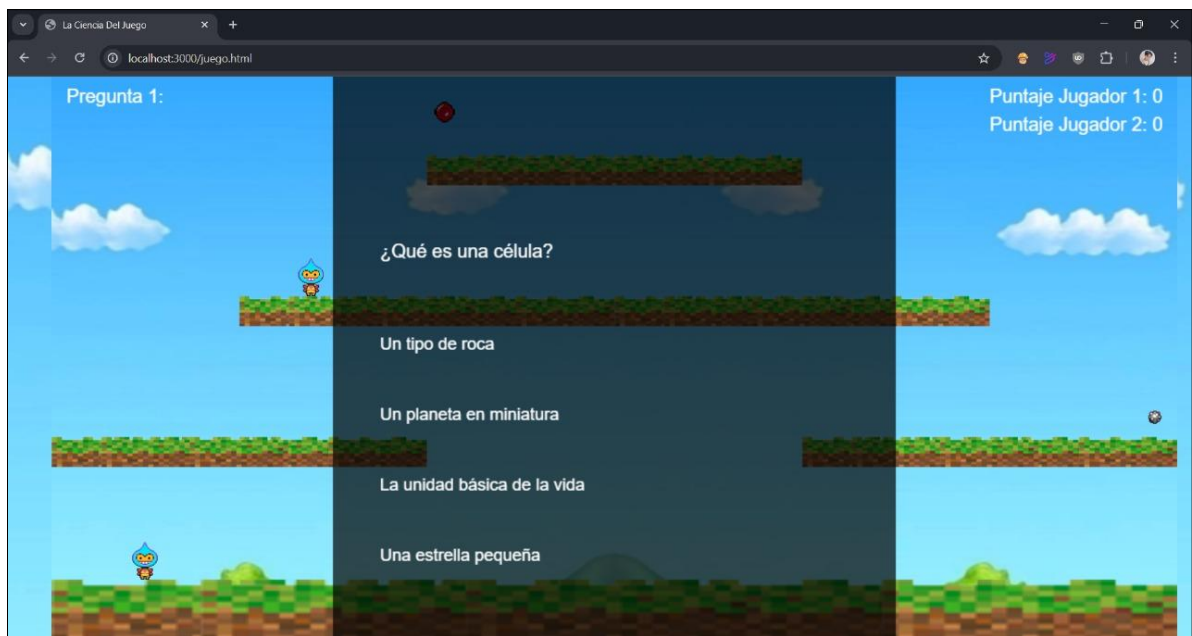 La Ciencia Del Juego
localhost:3000/juego.html
Pregunta 1:
Puntaje Jugador 1: 0
Puntaje Jugador 2: 0
¿Qué es una célula?
Un tipo de roca
Un planeta en miniatura
La unidad básica de la vida
Una estrella pequeña